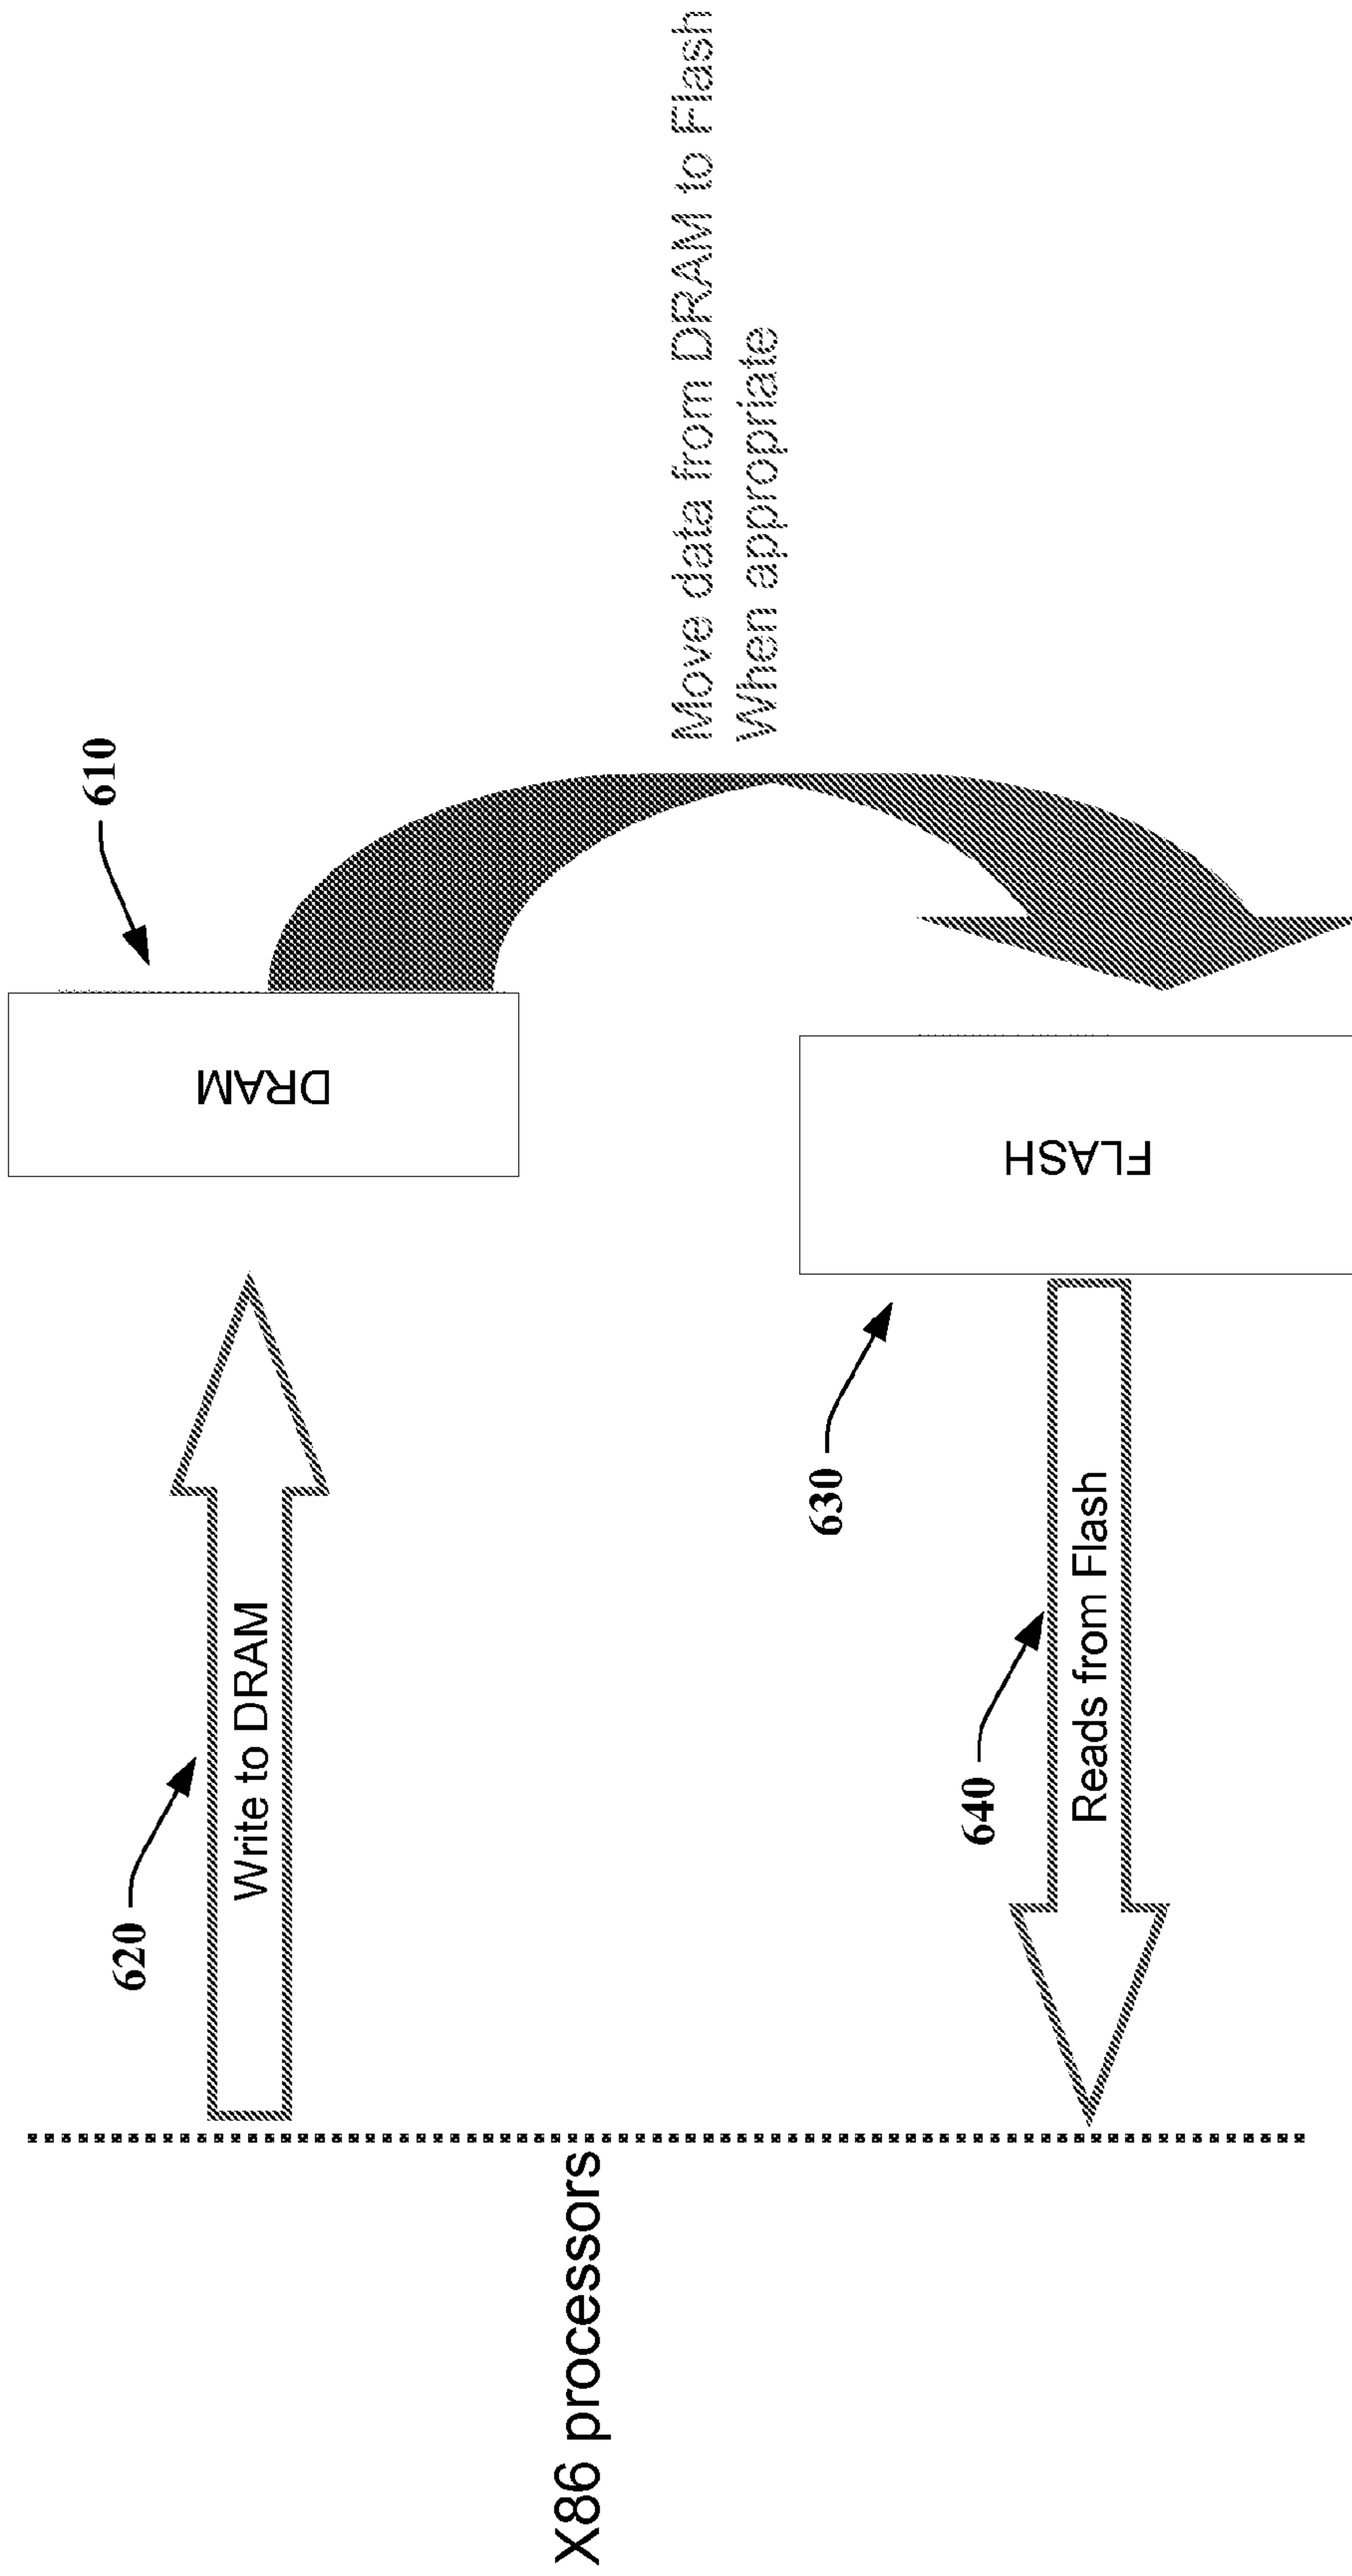 X86 processors
620
Write to DRAM
610
DRAM
Move data from DRAM to Flash
When appropriate
640
Reads from Flash
630
FLASH